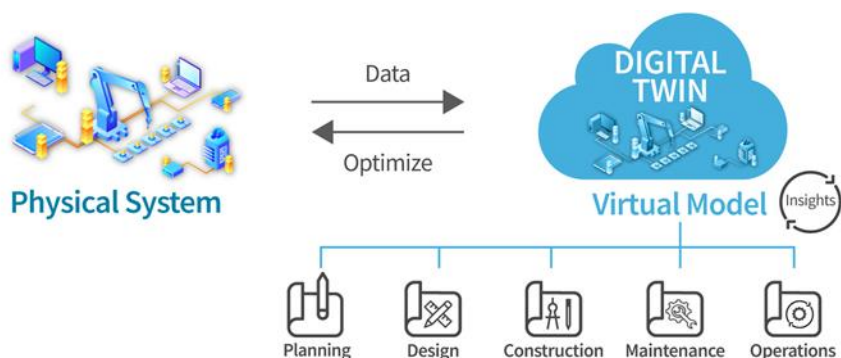 Data
DIGITAL
TWIN
Optimize
Physical System
Virtual Model
Insights
Planning
Design
Construction
Maintenance
Operations